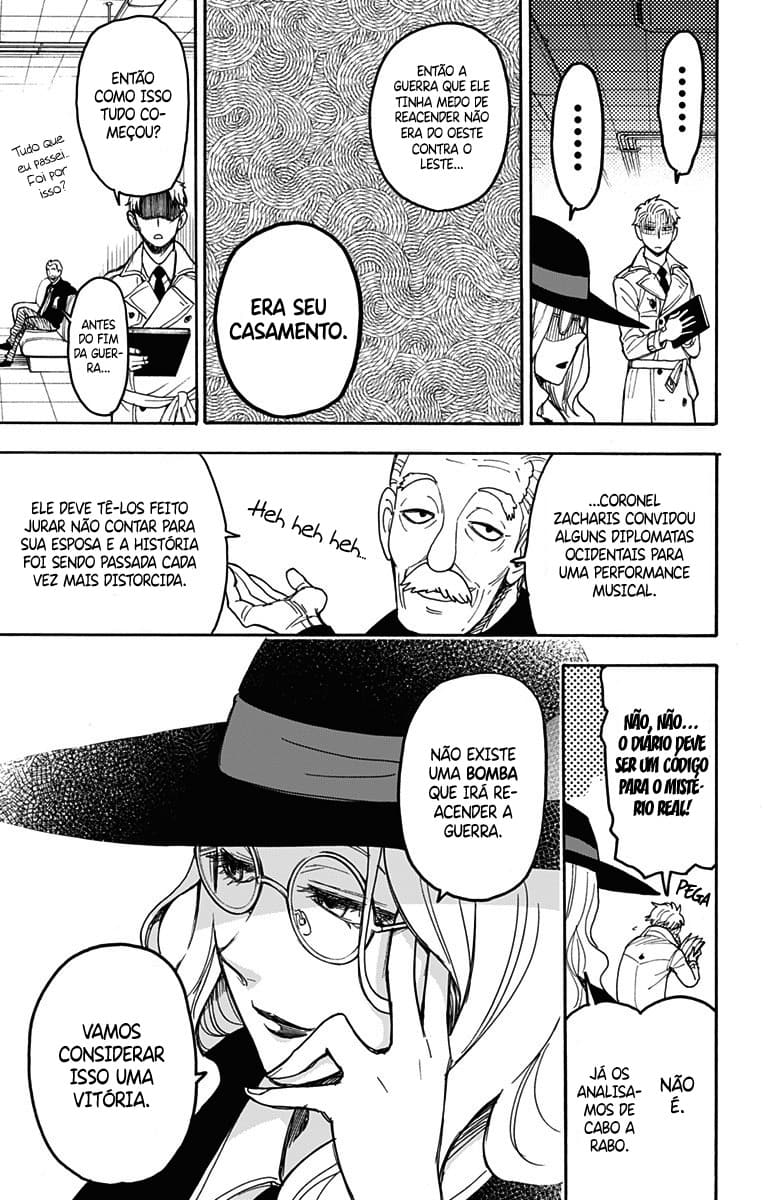 ......
......
ENTÃO A
GUERRA QUE ELE
TINHA MEDO DE
REACENDER NÃO
ERA DO OESTE
CONTRA O
LESTE...
ERA SEU
CASAMENTO.
ENTÃO
COMO ISSO
TUDO CO-
MEÇOU?
Tudo que
eu passei..
Foi por
isso?
ANTES
DO FIM
DA GUER-
RA...
...CORONEL
ZACHARIS CONVIDOU
ALGUNS DIPLOMATAS
OCIDENTAIS PARA
UMA PERFORMANCE
MUSICAL.
Heh heh heh...
ELE DEVE TÊ-LOS FEITO
JURAR NÃO CONTAR PARA
SUA ESPOSA E A HISTÓRIA
FOI SENDO PASSADA CADA
VEZ MAIS DISTORCIDA.
NÃO, NÃO...
O DIÁRIO DEVE
SER UM CÓDIGO
PARA O MISTÉ-
RIO REAL!
PEGA
NÃO
É.
JÁ OS
ANALISA-
MOS DE
CABO A
RABO.
NÃO EXISTE
UMA BOMBA
QUE IRÁ RE-
ACENDER A
GUERRA.
VAMOS
CONSIDERAR
ISSO UMA
VITÓRIA.